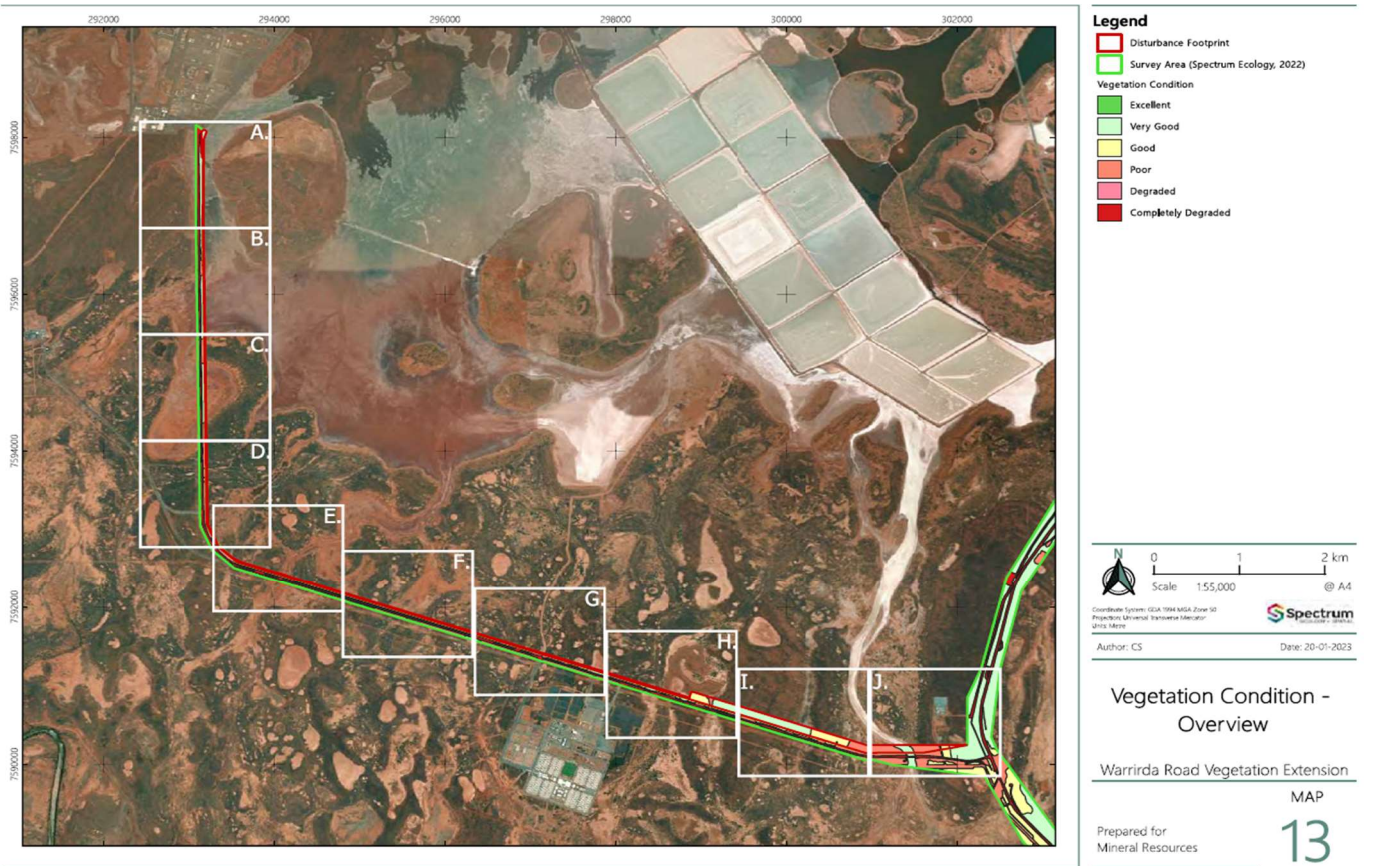 292000
294000
296000
298000
300000
302000
7598000
7596000
7594000
7592000
7590000
A.
B.
C.
D.
E.
F.
G.
H.
I.
J.
Legend
Disturbance Footprint
Survey Area (Spectrum Ecology, 2022)
Vegetation Condition
Excellent
Very Good
Good
Poor
Degraded
Completely Degraded
N
0 1 2 km
Scale 1:55,000 @ A4
Coordinate System: GDA 1994 MGA Zone 50
Projection: Universal Transverse Mercator
Units: Metre
Spectrum
Author: CS Date: 20-01-2023
Vegetation Condition -
Overview
Warrirda Road Vegetation Extension
MAP
13
Prepared for
Mineral Resources